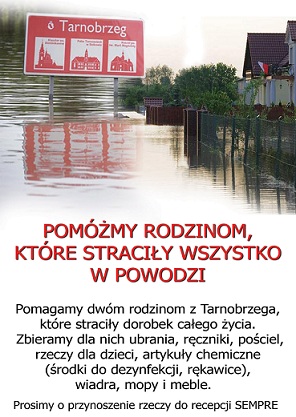 Tarnobrzeg
POMÓŻMY RODZINOM,
KTÓRE STRACIŁY WSZYSTKO
W POWODZI
Pomagamy dwóm rodzinom z Tarnobrzega,
które straciły dorobek całego życia.
Zbieramy dla nich ubrania, ręczniki, pościel,
rzeczy dla dzieci, artykuły chemiczne
(środki do dezynfekcji, rękawice),
wiadra, mopy i meble.
Prosimy o przynoszenie rzeczy do recepcji SEMPRE